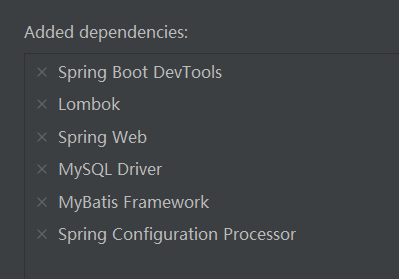 Added dependencies:
Spring Boot DevTools
Lombok
Spring Web
MySQL Driver
MyBatis Framework
Spring Configuration Processor